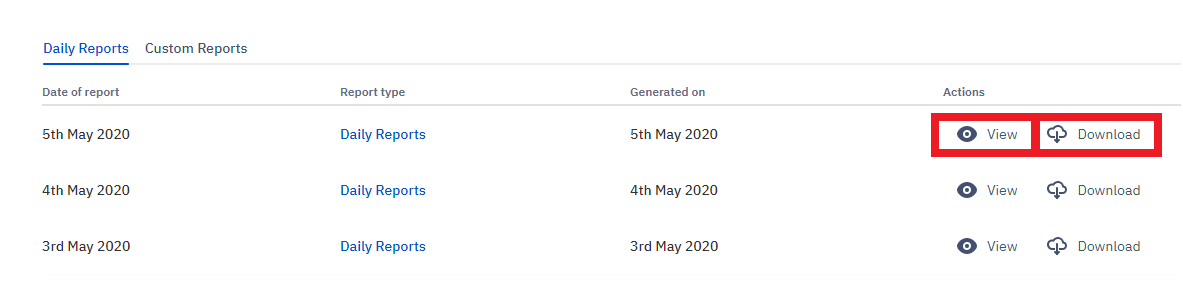 Daily Reports Custom Reports
Date of report Report type Generated on Actions
5th May 2020 Daily Reports 5th May 2020 View Download
4th May 2020 Daily Reports 4th May 2020 View Download
3rd May 2020 Daily Reports 3rd May 2020 View Download